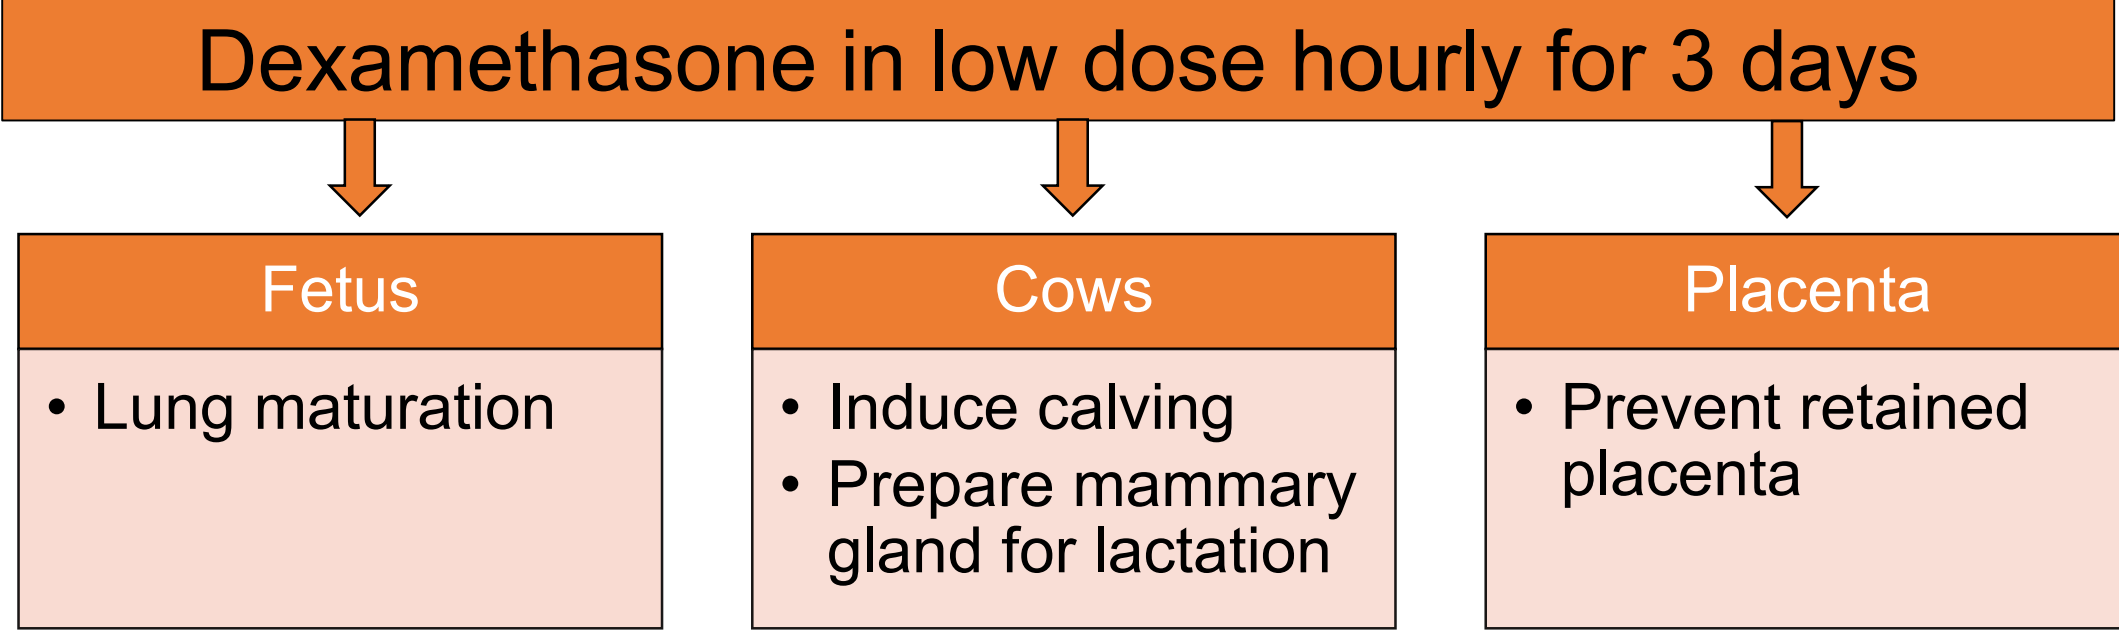 Dexamethasone in low dose hourly for 3 days
Fetus
• Lung maturation
Cows
• Induce calving
• Prepare mammary
gland for lactation
Placenta
• Prevent retained
placenta